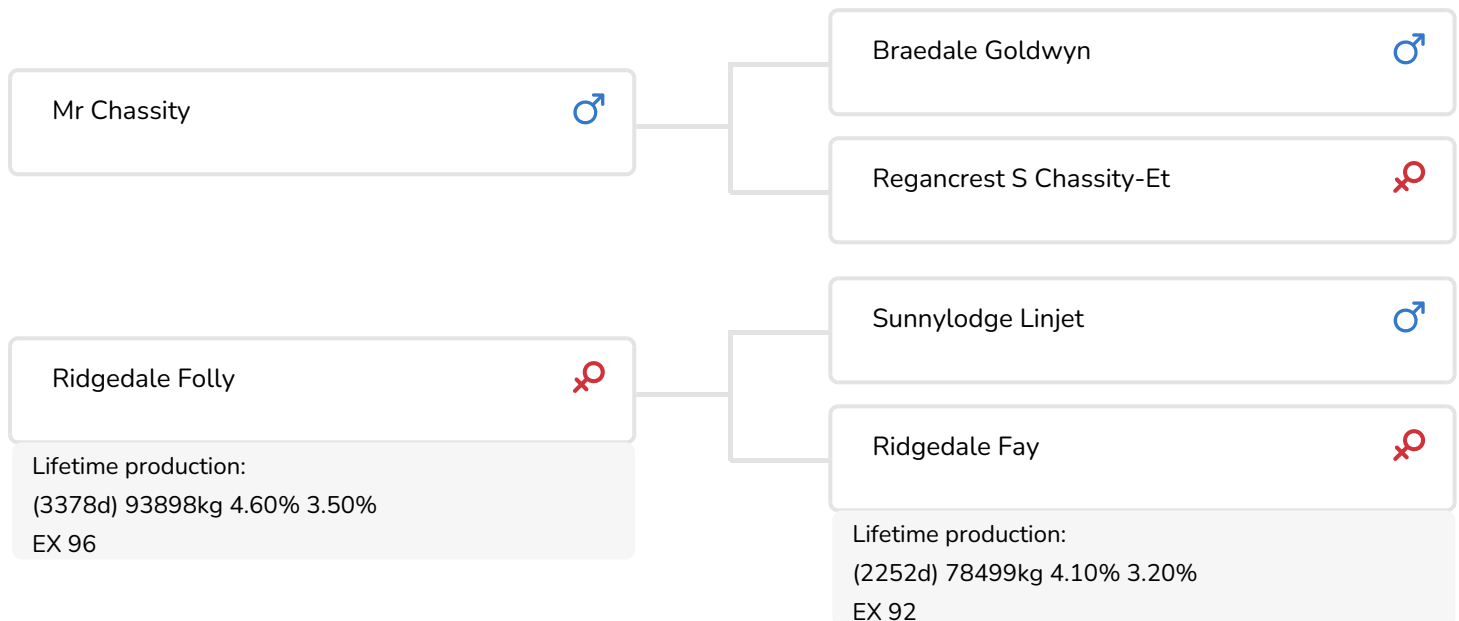 Braedale Goldwyn
Mr Chassity
Regancrest S Chassity-Et
Sunnylodge Linjet
Ridgedale Folly
Lifetime production:
(3378d) 93898kg 4.60% 3.50%
EX 96
Ridgedale Fay
Lifetime production:
(2252d) 78499kg 4.10% 3.20%
EX 92